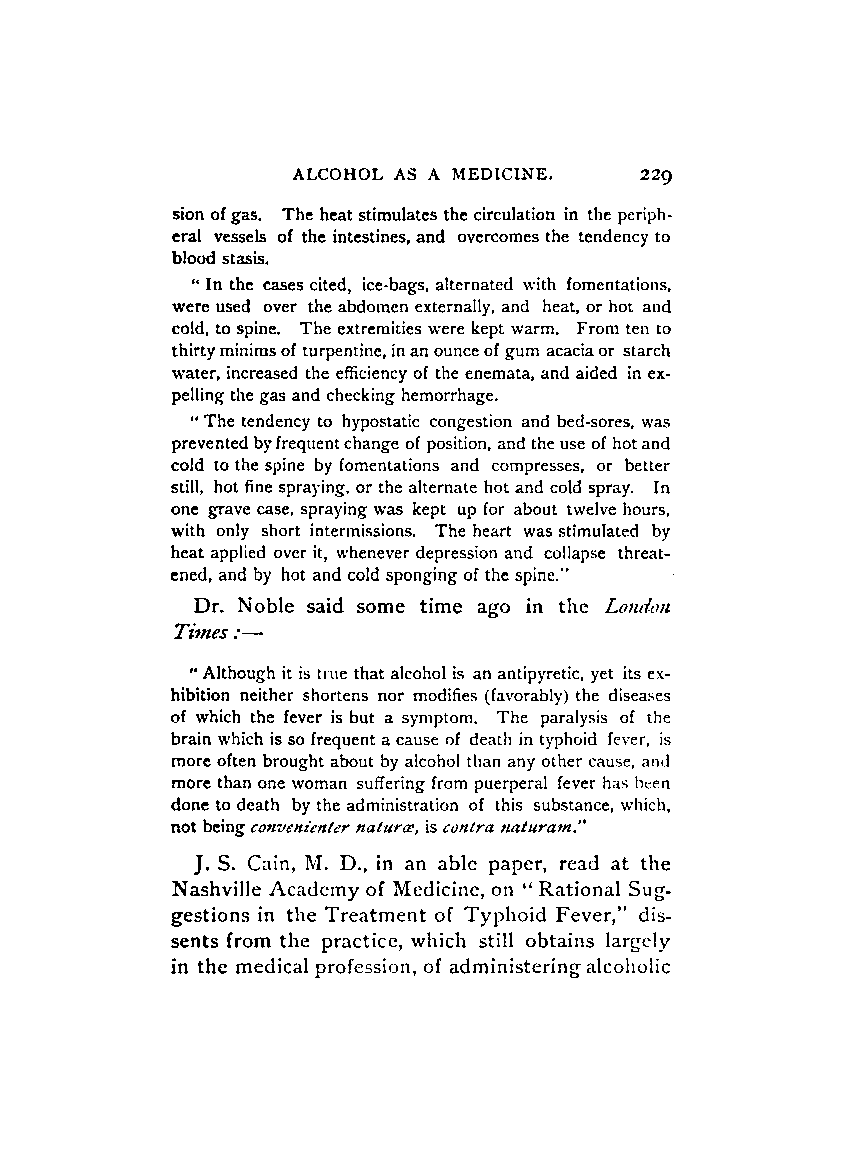 ALCOHOL AS A MEDICINE. 229
sion of gas. The heat stimulates the circulation in the periph-
eral vessels of the intestines, and overcomes the tendency to
blood stasis.
" In the cases cited, ice-bags, alternated with fomentations,
were used over the abdomen externally, and heat, or hot and
cold, to spine. The extremities were kept warm. From ten to
thirty minims of turpentine, in an ounce of gum acacia or starch
water, increased the efficiency of the enemata, and aided in ex-
pelling the gas and checking hemorrhage.
" The tendency to hypostatic congestion and bed-sores, was
prevented by frequent change of position, and the use of hot and
cold to the spine by fomentations and compresses, or better
still, hot fine spraying, or the alternate hot and cold spray. In
one grave case, spraying was kept up for about twelve hours,
with only short intermissions. The heart was stimulated by
heat applied over it, whenever depression and collapse threat-
ened, and by hot and cold sponging of the spine."
Dr. Noble said some time ago in the London
Times :—
" Although it is true that alcohol is an antipyretic, yet its ex-
hibition neither shortens nor modifies (favorably) the diseases
of which the fever is but a symptom. The paralysis of the
brain which is so frequent a cause of death in typhoid fever, is
more often brought about by alcohol than any other cause, and
more than one woman suffering from puerperal fever has been
done to death by the administration of this substance, which,
not being convenienter naturæ, is contra naturam."
J. S. Cain, M. D., in an able paper, read at the
Nashville Academy of Medicine, on " Rational Sug-
gestions in the Treatment of Typhoid Fever," dis-
sents from the practice, which still obtains largely
in the medical profession, of administering alcoholic